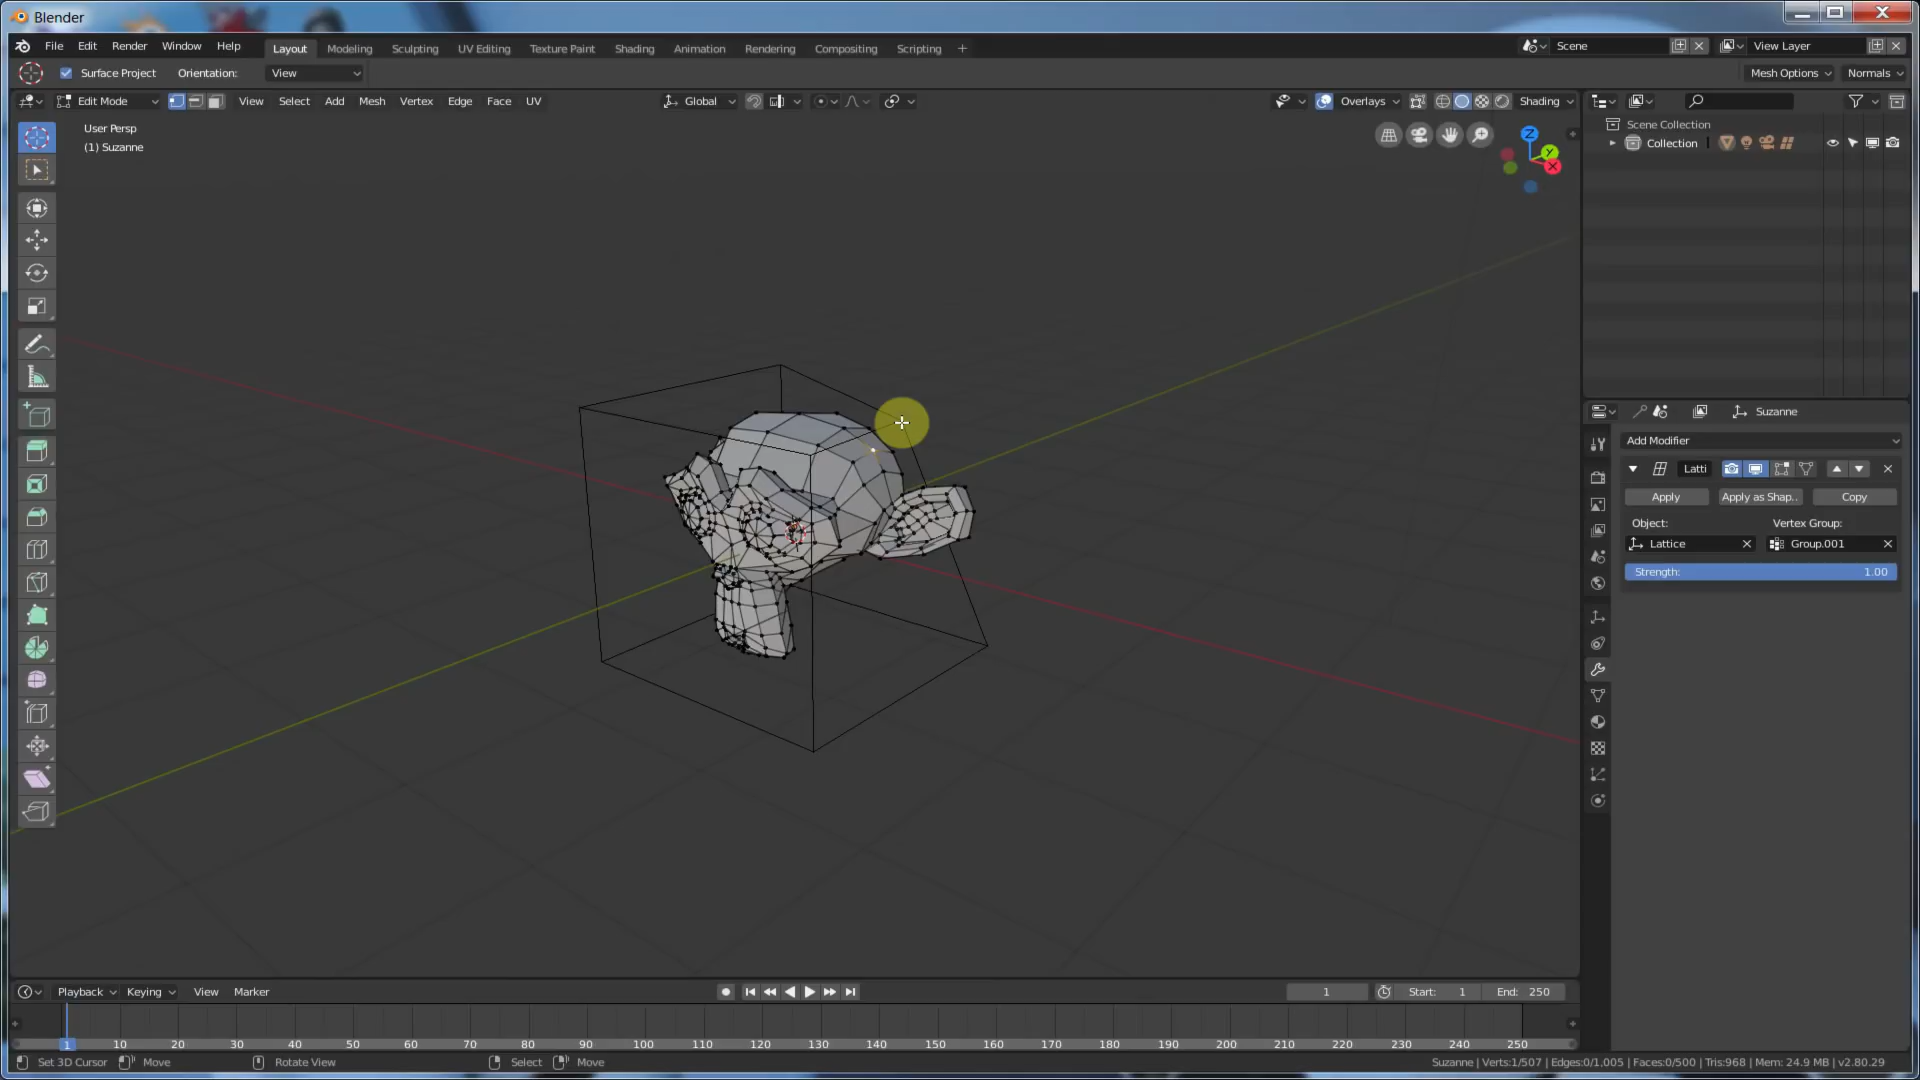 Blender
File Edit Render Window Help Layout Modeling Sculpting UV Editing Texture Paint Shading Animation Rendering Compositing Scripting + Scene View Layer
Surface Project Orientation: View Mesh Options Normals
Edit Mode View Select Add Mesh Vertex Edge Face UV Global Overlays Shading
User Persp
(1) Suzanne
Z
Y
X
Scene Collection
Collection
Suzanne
Add Modifier
Latti
Apply Apply as Shap.. Copy
Object: Vertex Group:
Lattice Group.001
Strength: 1.00
Playback Keying View Marker 1 Start: 1 End: 250
1 10 20 30 40 50 60 70 80 90 100 110 120 130 140 150 160 170 180 190 200 210 220 230 240 250
Set 3D Cursor Move Rotate View Select Move Suzanne | Verts:1/507 | Edges:0/1,005 | Faces:0/500 | Tris:968 | Mem: 24.9 MB | v2.80.29